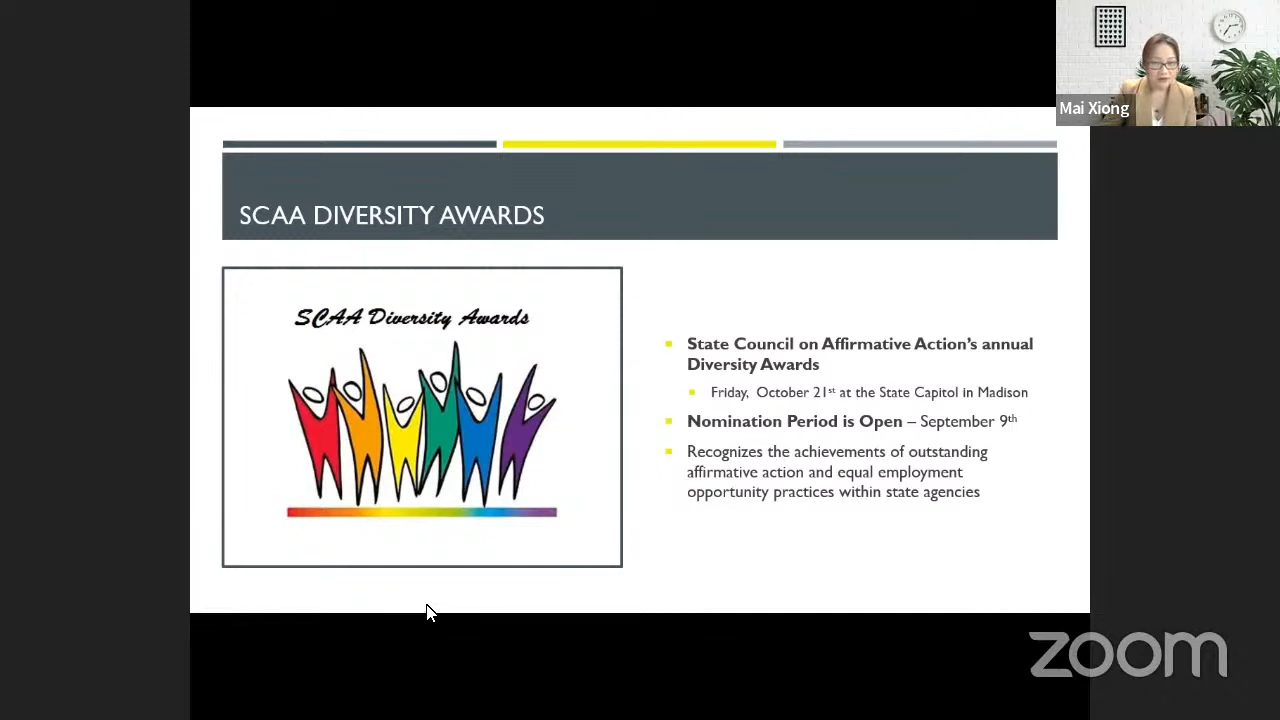 Mai Xiong
SCAA DIVERSITY AWARDS
SCAA Diversity Awards
State Council on Affirmative Action's annual
Diversity Awards
Friday, October 21st at the State Capitol in Madison
Nomination Period is Open – September 9th
Recognizes the achievements of outstanding
affirmative action and equal employment
opportunity practices within state agencies
zoom